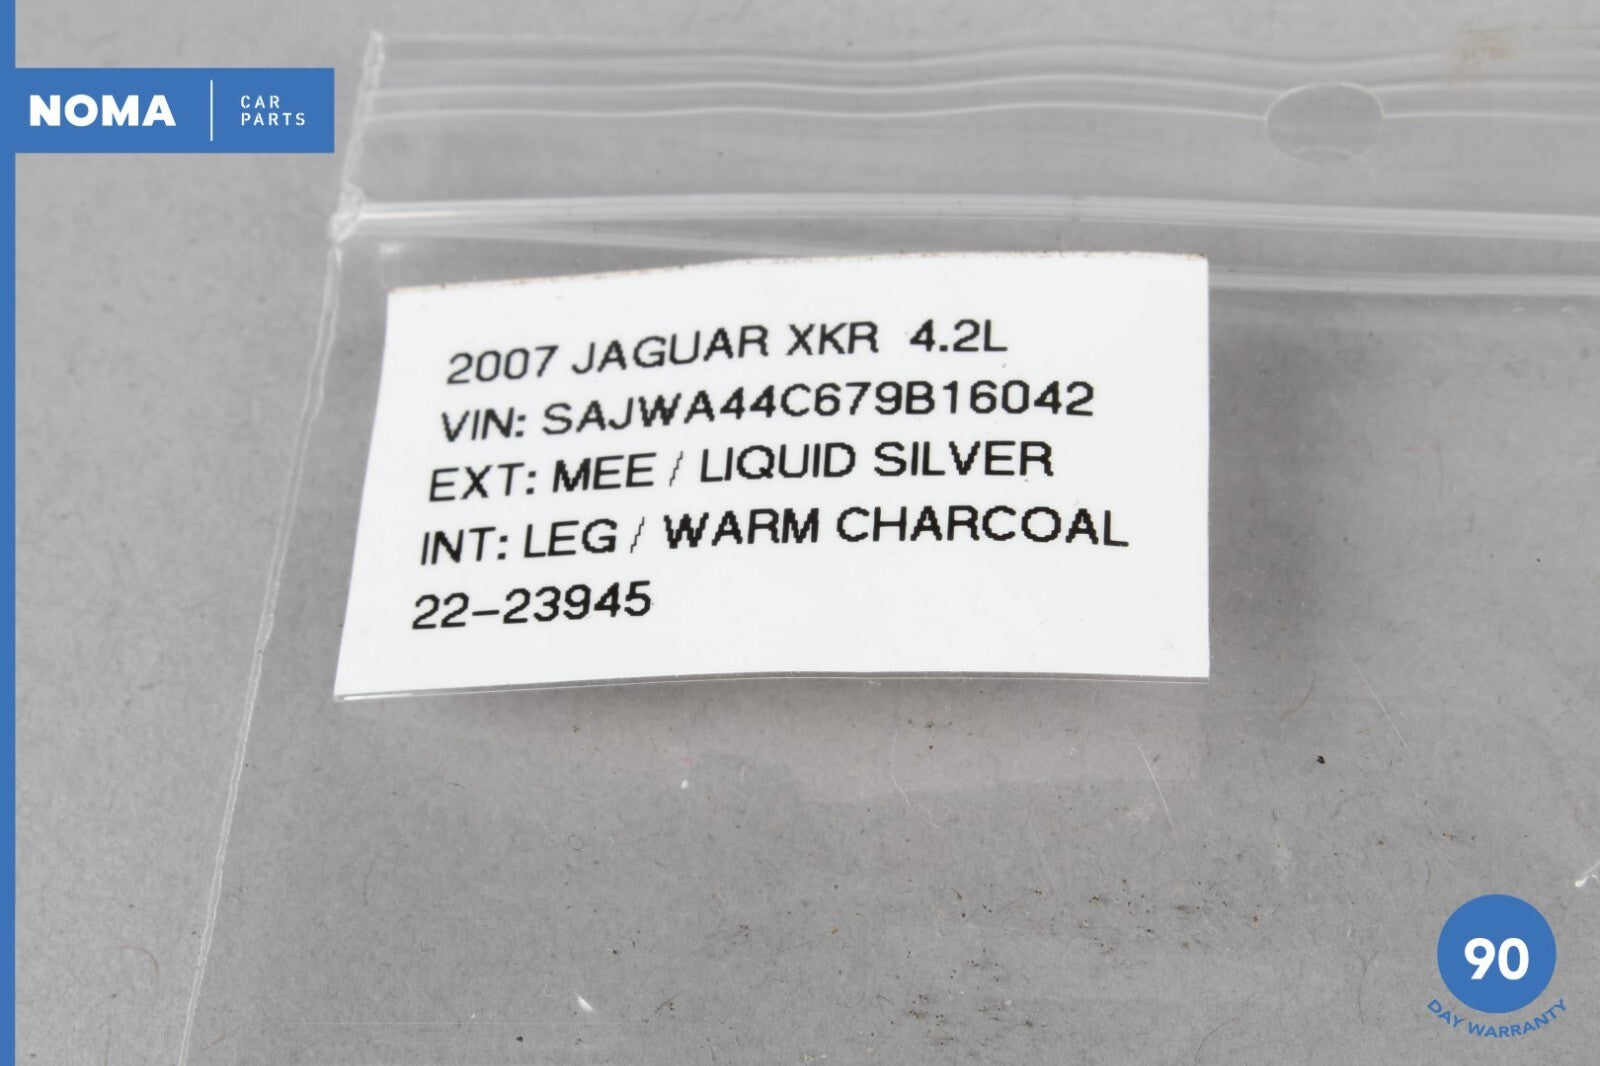 NOMA
CAR
PARTS
2007 JAGUAR XKR 4.2L
VIN: SAJWA44C679B16042
EXT: MEE / LIQUID SILVER
INT: LEG / WARM CHARCOAL
22-23945
90
DAY WARRANTY